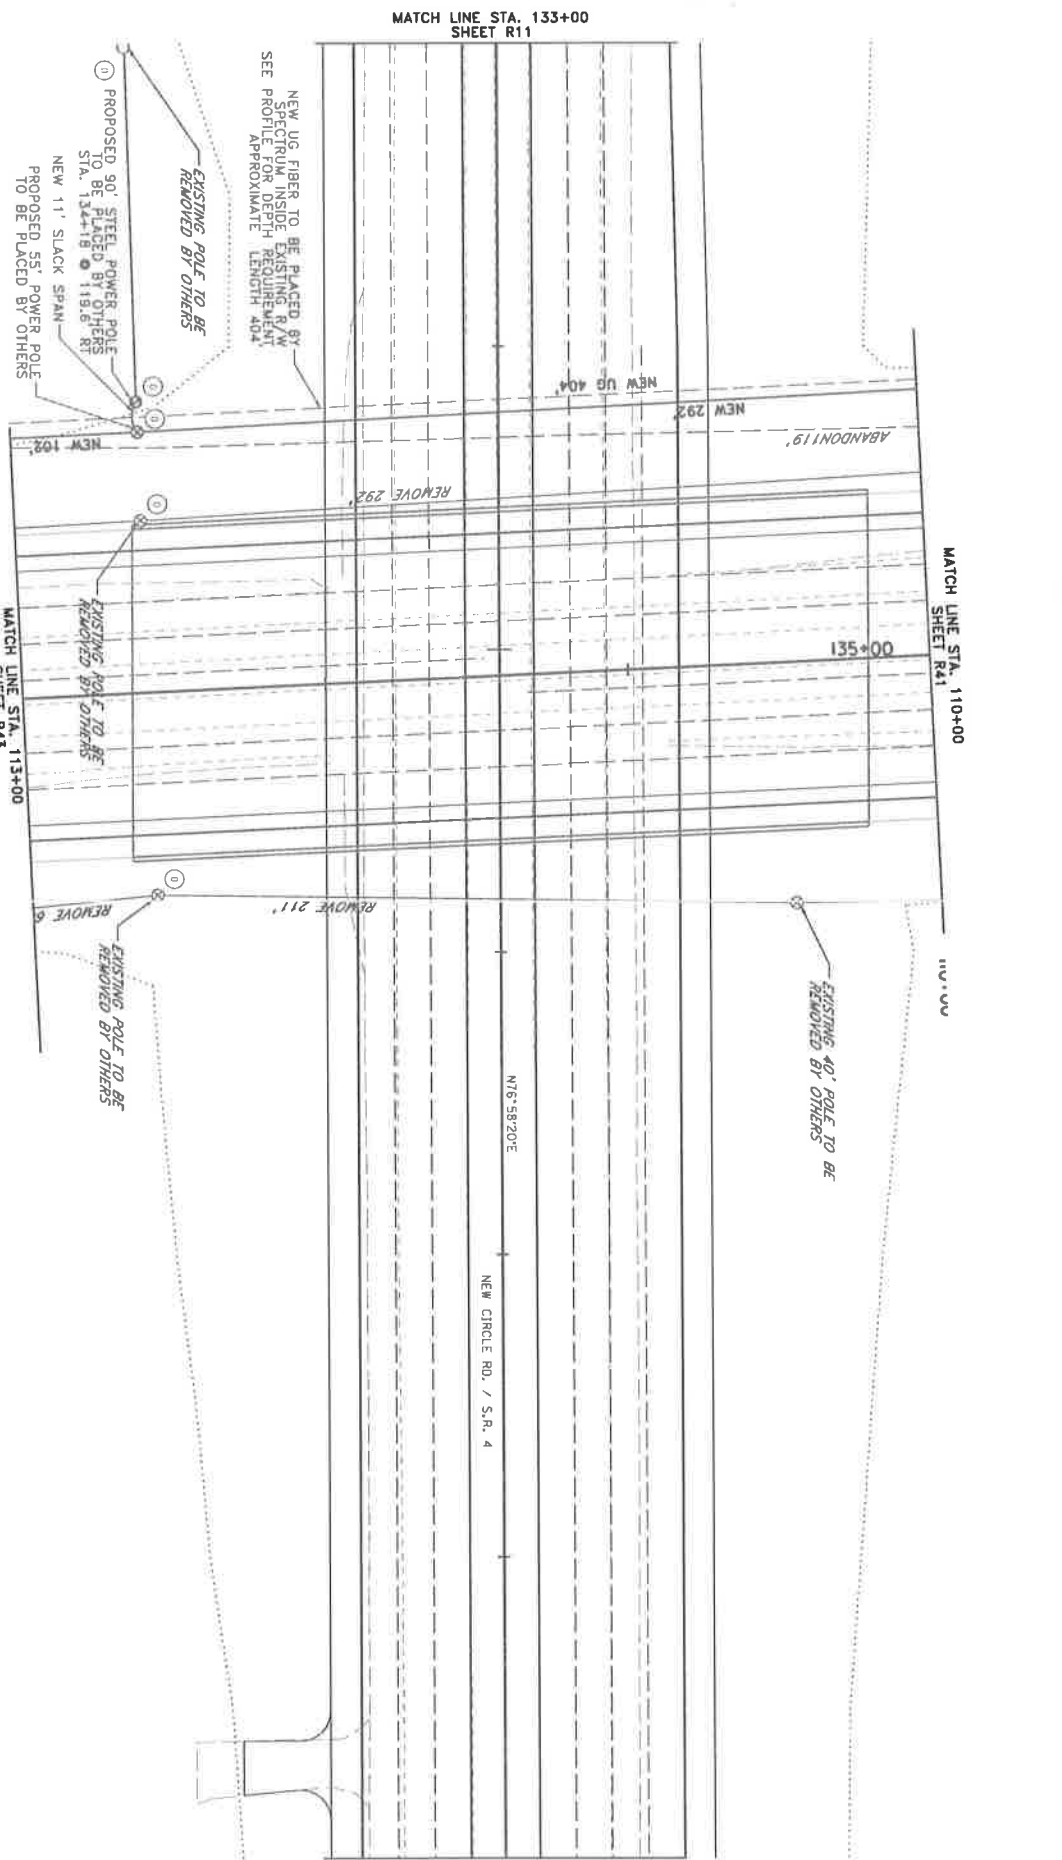 MATCH LINE STA. 133+00
SHEET R11
NEW UG FIBER TO BE PLACED BY
SPECTRUM INSIDE EXISTING R/W
SEE PROFILE FOR DEPTH REQUIREMENT
APPROXIMATE LENGTH 404'
EXISTING POLE TO BE
REMOVED BY OTHERS
PROPOSED 90' STEEL POWER POLE
TO BE PLACED BY OTHERS
STA. 134+18 @ 119.6' RT
NEW 11' SLACK SPAN
PROPOSED 55' POWER POLE
TO BE PLACED BY OTHERS
NEW UG 404'
NEW 292'
ABANDON119'
NEW 102'
REMOVE 292'
EXISTING POLE TO BE
REMOVED BY OTHERS
MATCH LINE STA. 110+00
SHEET R41
135+00
MATCH LINE STA. 113+00
REMOVE 211'
REMOVE 6
EXISTING POLE TO BE
REMOVED BY OTHERS
EXISTING 40' POLE TO BE
REMOVED BY OTHERS
N76°58'20"E
NEW CIRCLE RD. / S.R. 4